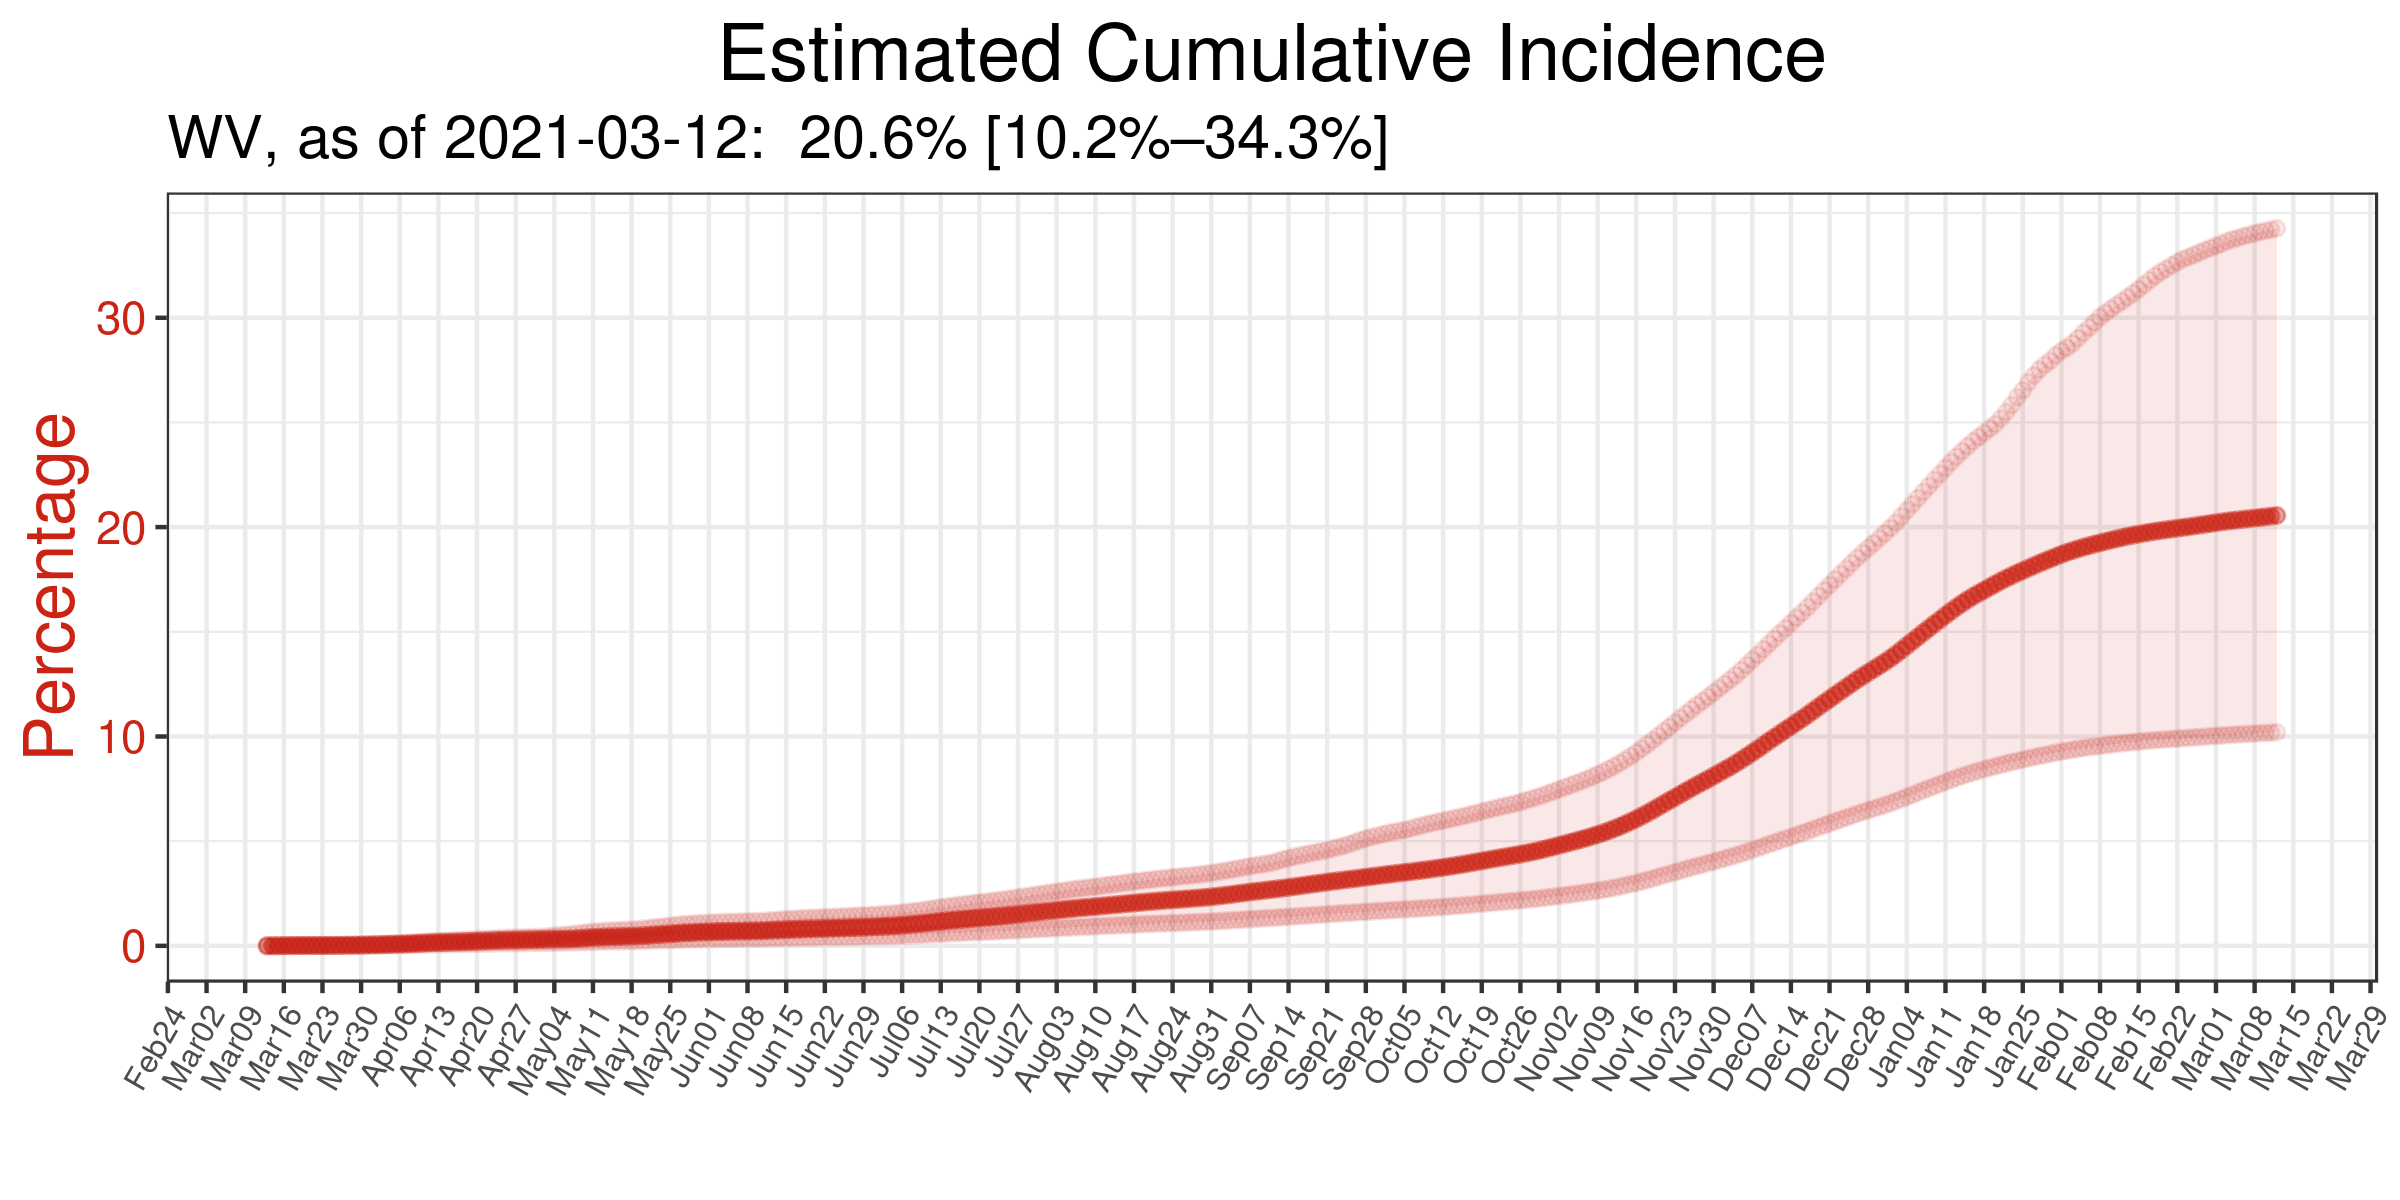 Estimated Cumulative Incidence
WV, as of 2021-03-12:  20.6% [10.2%–34.3%]
Percentage
30
20
10
0
Feb24
Mar02
Mar09
Mar16
Mar23
Mar30
Apr06
Apr13
Apr20
Apr27
May04
May11
May18
May25
Jun01
Jun08
Jun15
Jun22
Jun29
Jul06
Jul13
Jul20
Jul27
Aug03
Aug10
Aug17
Aug24
Aug31
Sep07
Sep14
Sep21
Sep28
Oct05
Oct12
Oct19
Oct26
Nov02
Nov09
Nov16
Nov23
Nov30
Dec07
Dec14
Dec21
Dec28
Jan04
Jan11
Jan18
Jan25
Feb01
Feb08
Feb15
Feb22
Mar01
Mar08
Mar15
Mar22
Mar29